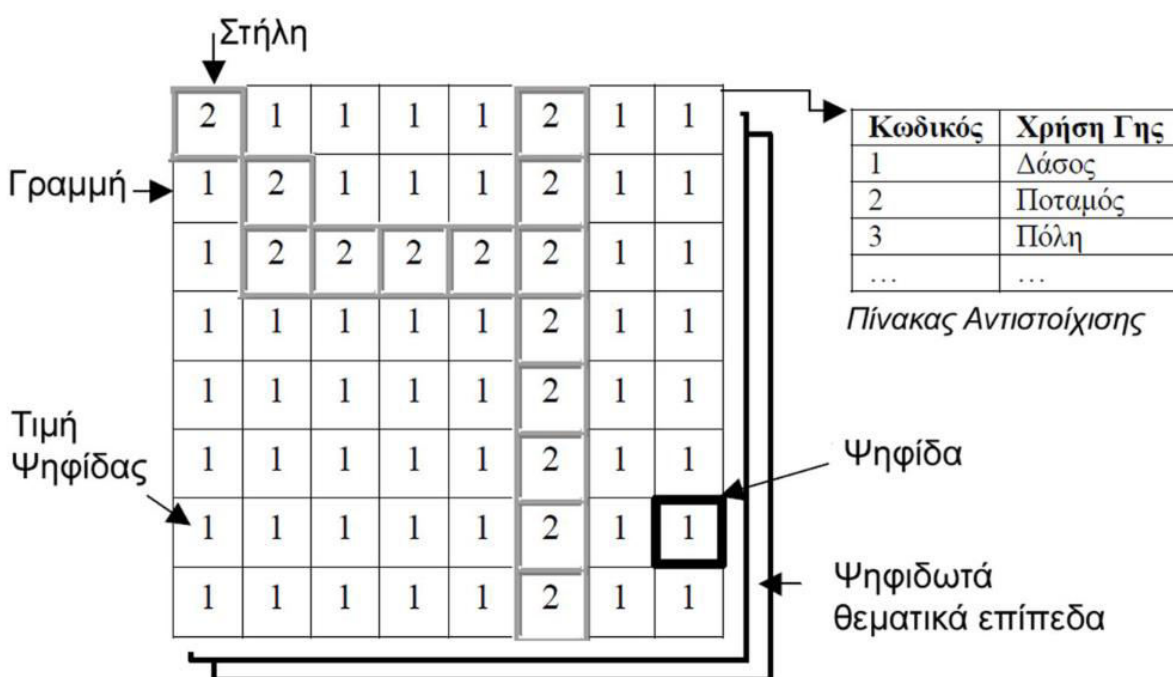 Στήλη
2 1 1 1 1 2 1 1
Κωδικός Χρήση Γης
1 Δάσος
2 Ποταμός
3 Πόλη
... ...
Πίνακας Αντιστοίχισης
Γραμμή
1 2 1 1 1 2 1 1
1 2 2 2 2 2 1 1
1 1 1 1 1 2 1 1
1 1 1 1 1 2 1 1
Τιμή
Ψηφίδας
1 1 1 1 1 2 1 1
Ψηφίδα
1 1 1 1 1 2 1 1
1 1 1 1 1 2 1 1
Ψηφιδωτά
θεματικά επίπεδα